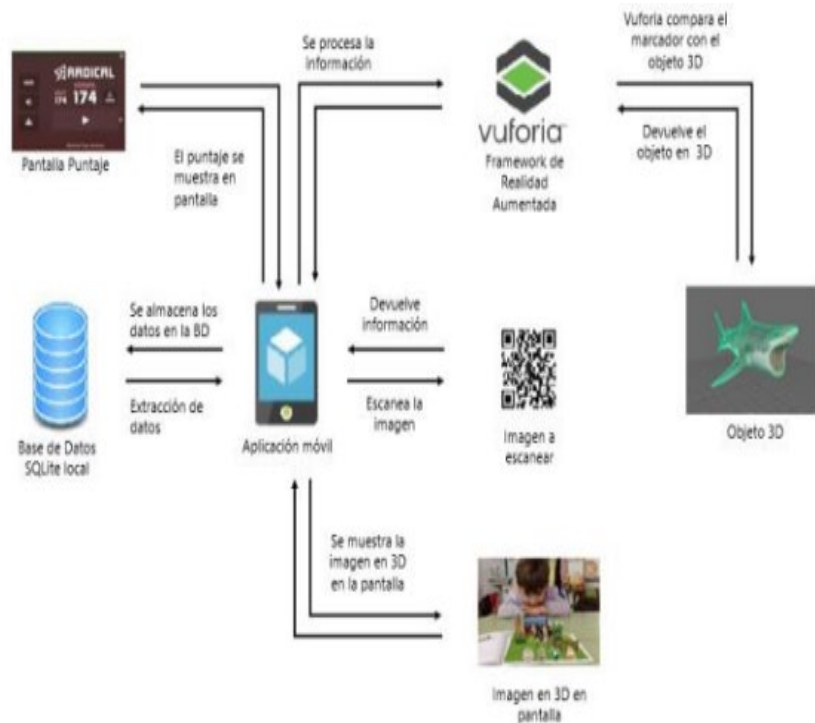 Se procesa la
información
Vuforia compara el
marcador con el
objeto 3D
RADICAL
174
174
Pantalla Puntaje
El puntaje se
muestra en
pantalla
vuforia™
Framework de
Realidad
Aumentada
Devuelve el
objeto en 3D
Se almacena los
datos en la BD
Extracción de
datos
Base de Datos
SQLite local
Aplicación móvil
Devuelve
información
Escanea la
imagen
Imagen a
escanear
Objeto 3D
Se muestra la
imagen en 3D
en la pantalla
Imagen en 3D en
pantalla